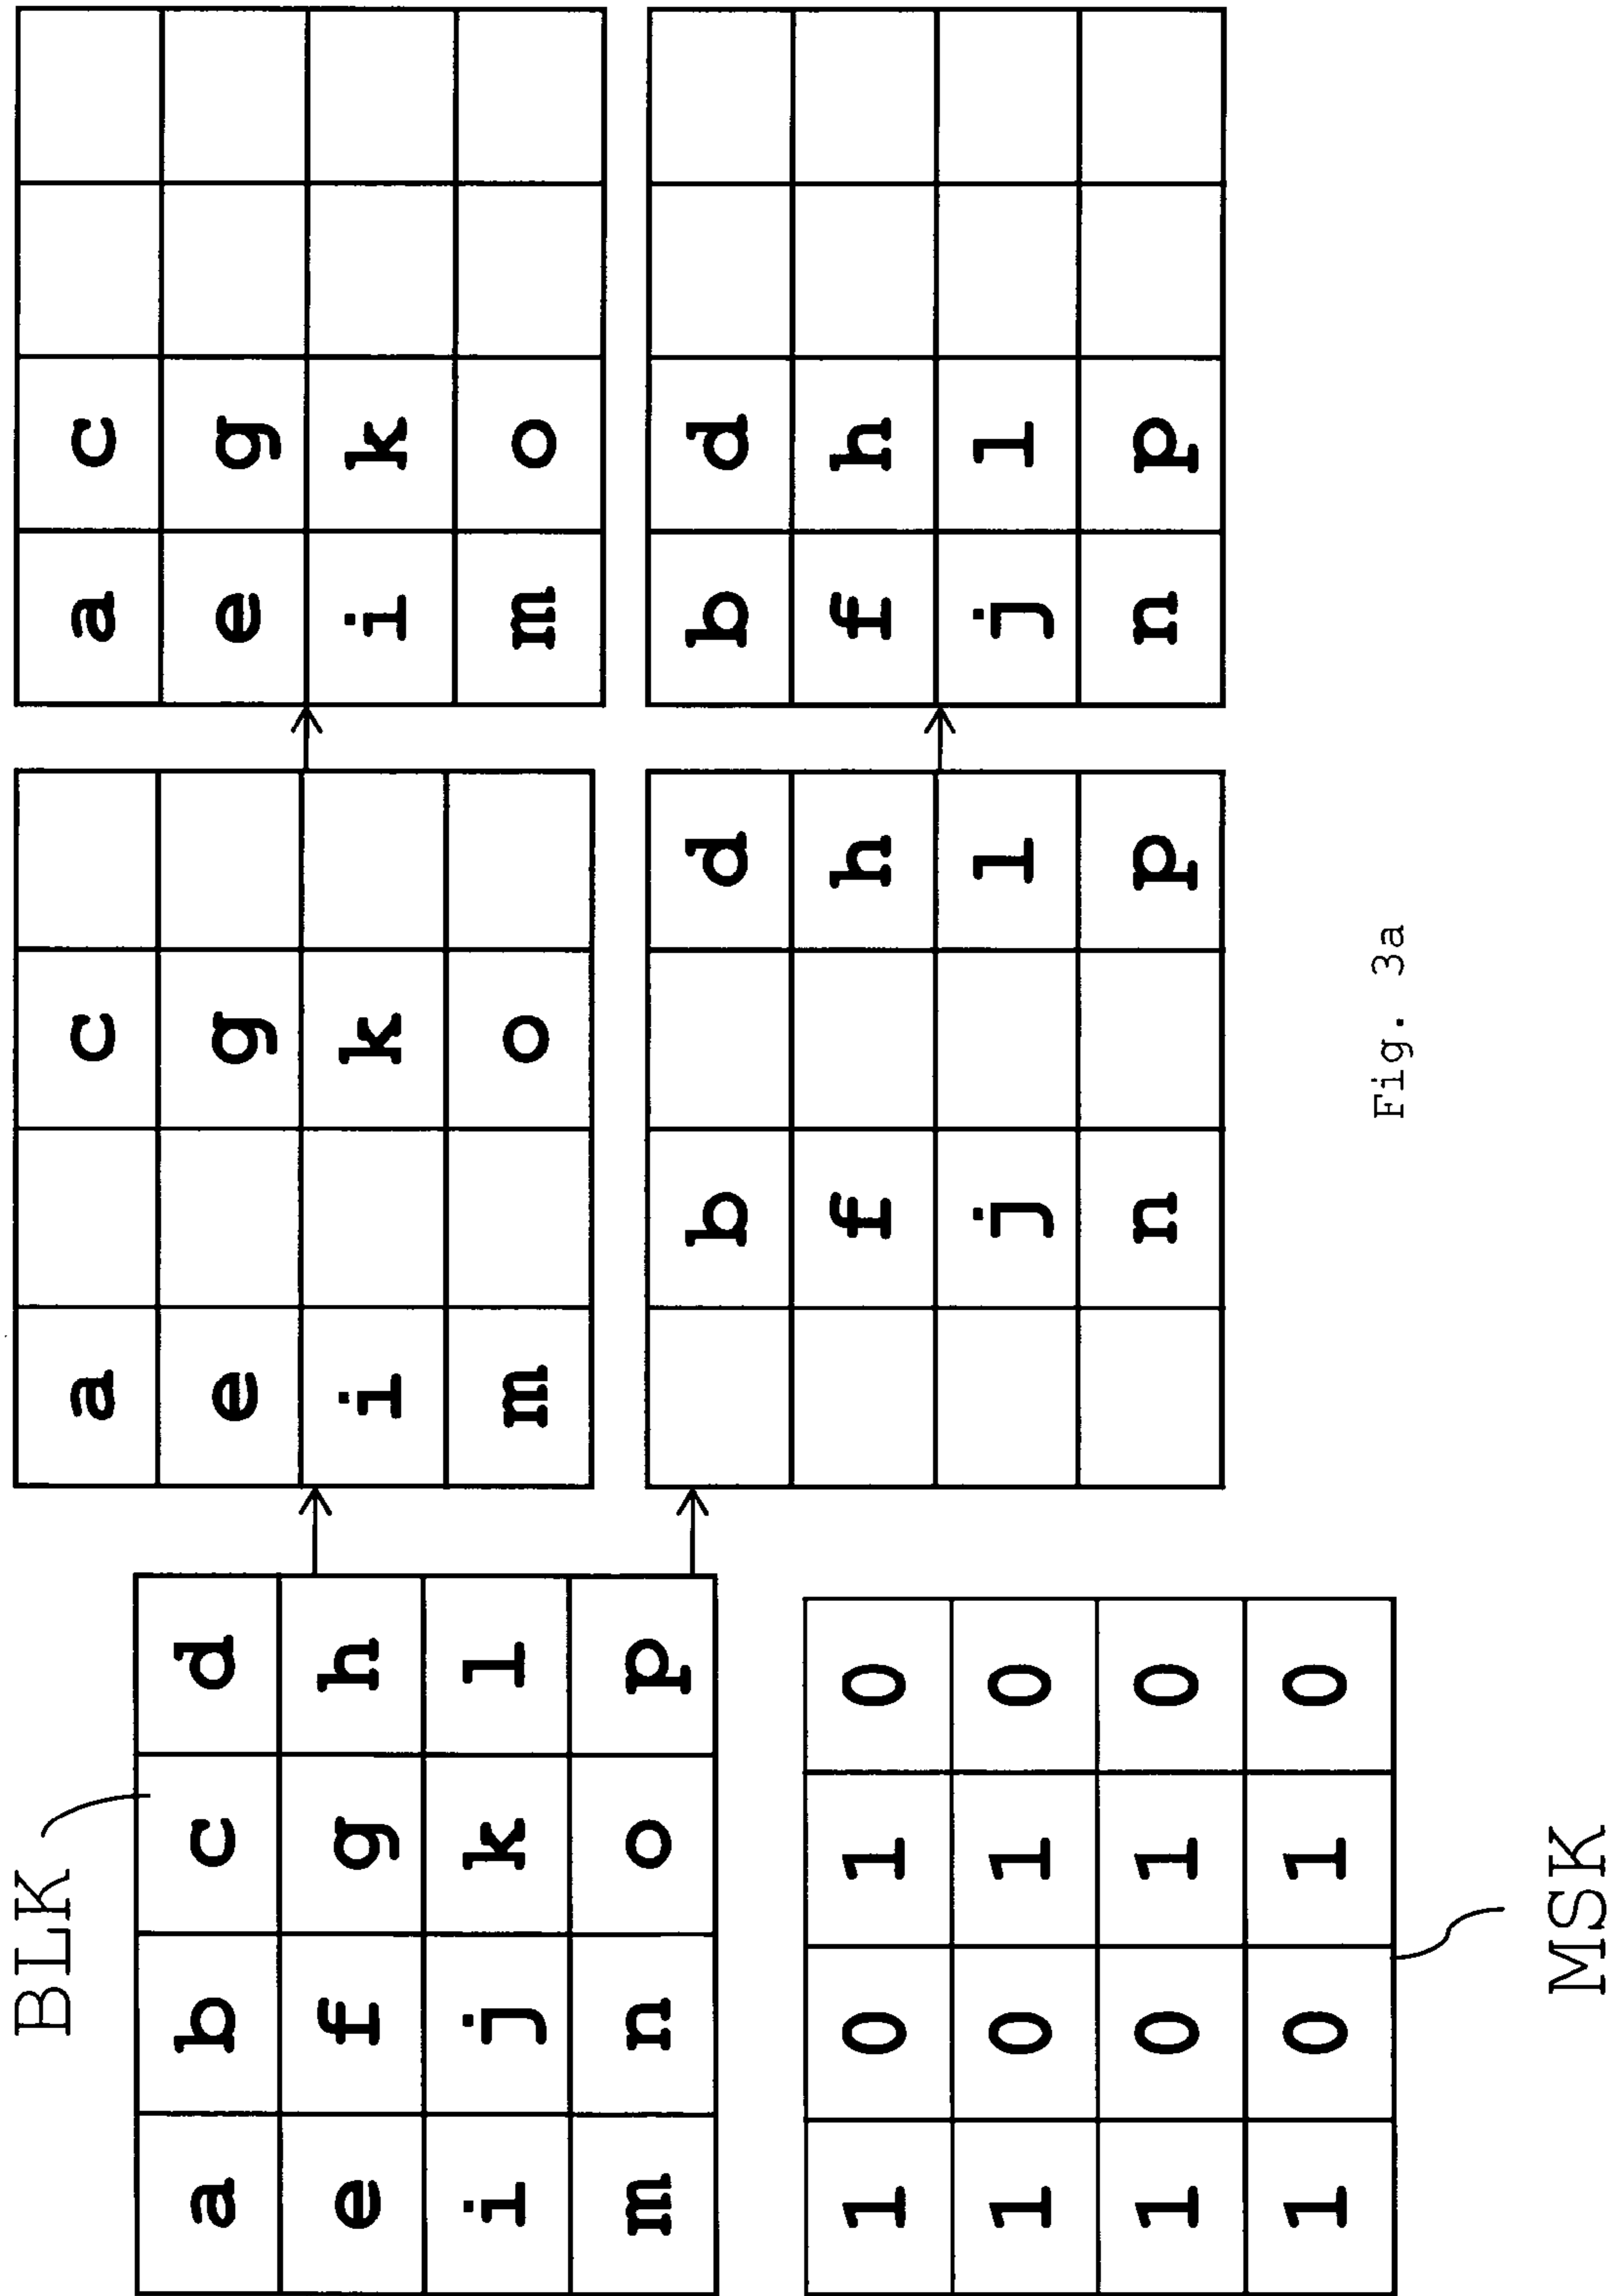 BLK
a b c d
e f g h
i j k l
m n o p
1 0 1 0
1 0 1 0
1 0 1 0
1 0 1 0
MSK
a c
e g
i k
m o
b d
f h
j l
n p
a c
e g
i k
m o
b d
f h
j l
n p
Fig. 3a